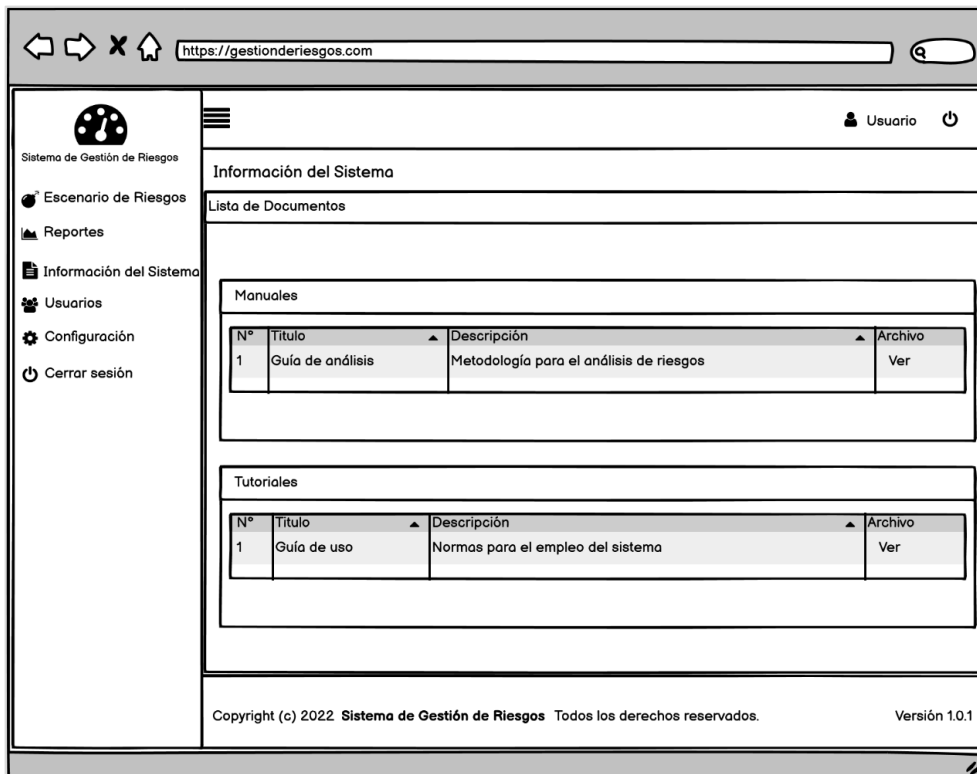 https://gestionderiesgos.com
Sistema de Gestión de Riesgos
Escenario de Riesgos
Reportes
Información del Sistema
Usuarios
Configuración
Cerrar sesión
Usuario
Información del Sistema
Lista de Documentos
Manuales
N° Titulo Descripción Archivo
1 Guía de análisis Metodología para el análisis de riesgos Ver
Tutoriales
N° Titulo Descripción Archivo
1 Guía de uso Normas para el empleo del sistema Ver
Copyright (c) 2022 Sistema de Gestión de Riesgos Todos los derechos reservados. Versión 1.0.1